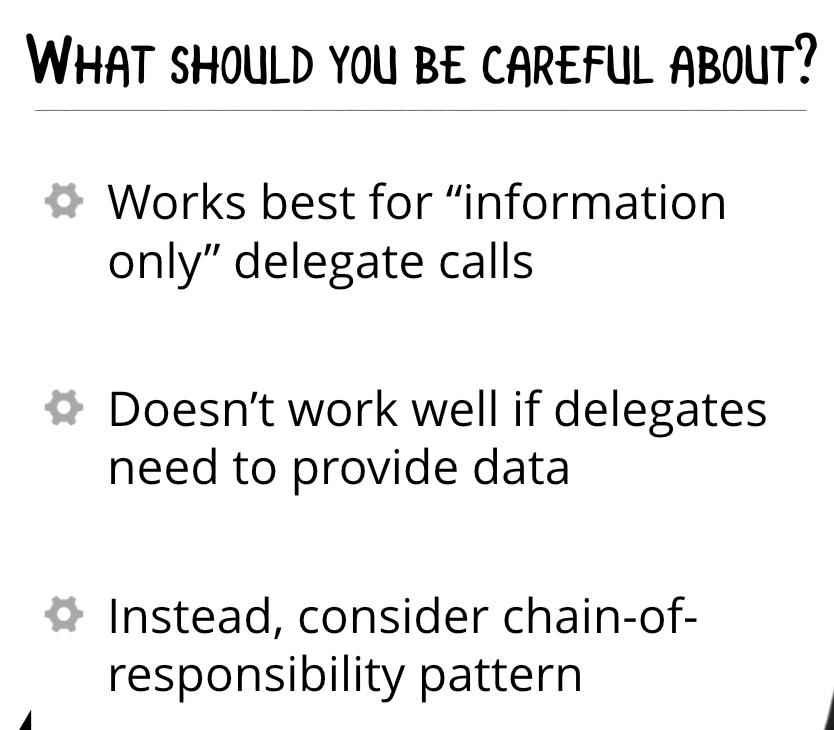 WHAT SHOULD YOU BE CAREFUL ABOUT?
Works best for “information
only” delegate calls
Doesn’t work well if delegates
need to provide data
Instead, consider chain-of-
responsibility pattern